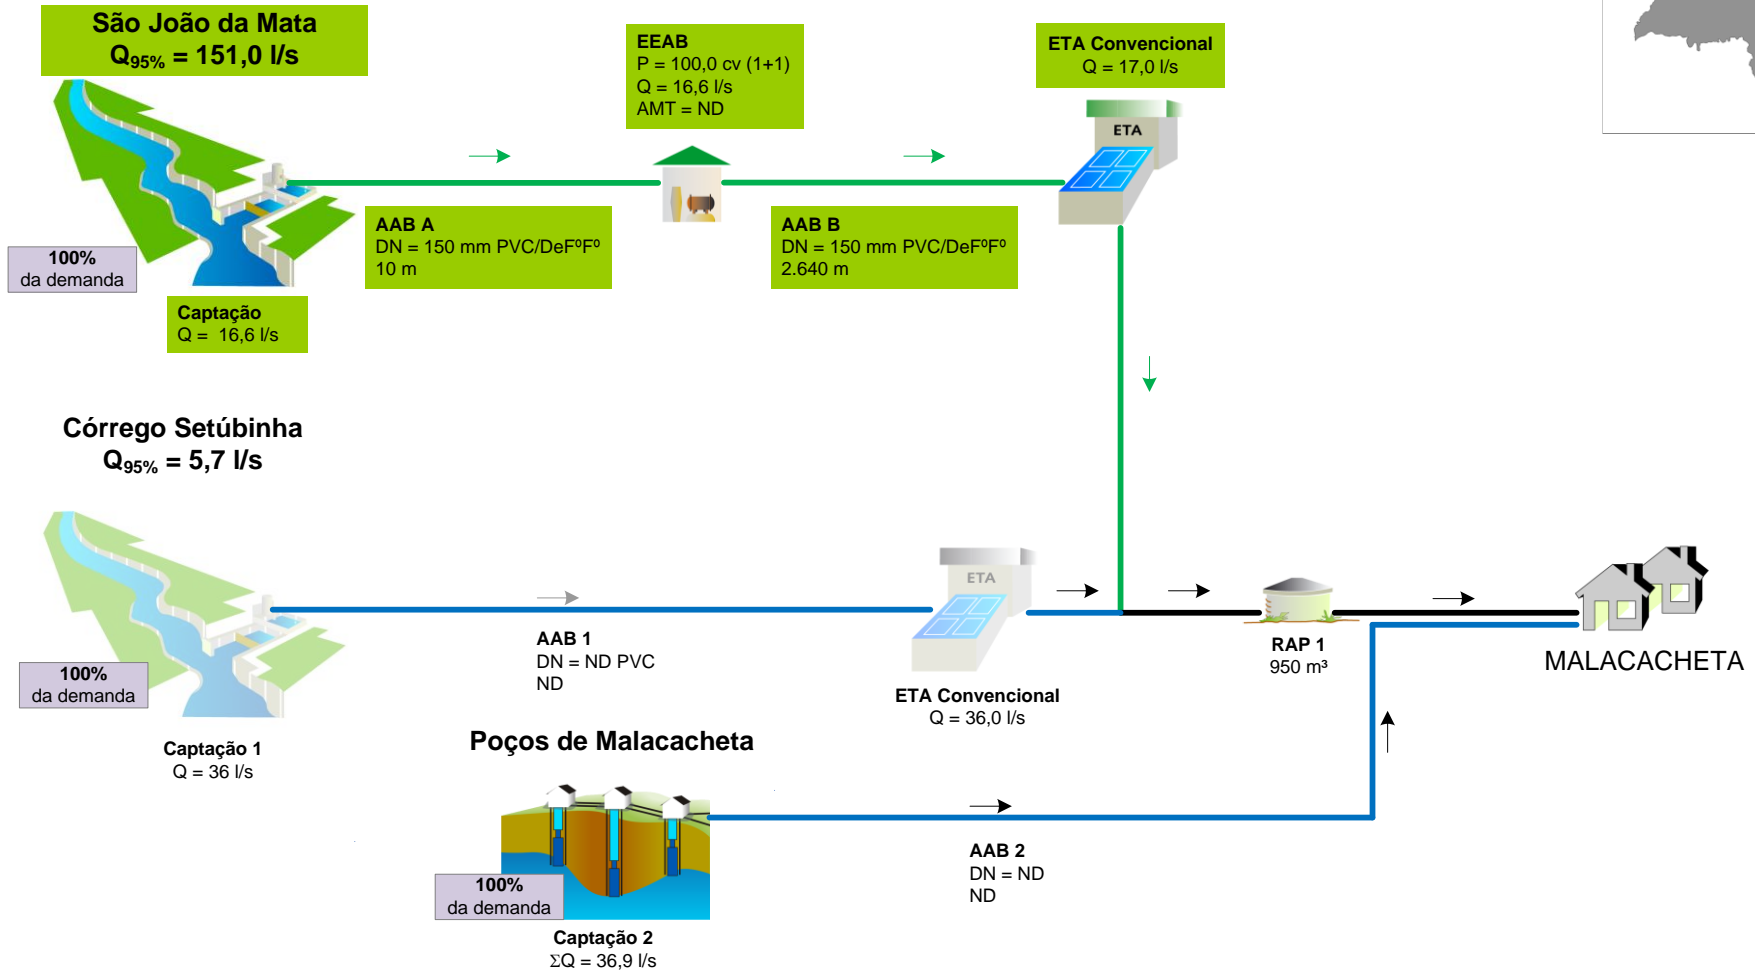 São João da Mata
Q95% = 151,0 l/s
EEAB
P = 100,0 cv (1+1)
Q = 16,6 l/s
AMT = ND
ETA Convencional
Q = 17,0 l/s
ETA
AAB A
DN = 150 mm PVC/DeFºFº
10 m
AAB B
DN = 150 mm PVC/DeFºFº
2.640 m
100%
da demanda
Captação
Q = 16,6 l/s
Córrego Setúbinha
Q95% = 5,7 l/s
ETA
AAB 1
DN = ND PVC
ND
RAP 1
950 m³
MALACACHETA
100%
da demanda
ETA Convencional
Q = 36,0 l/s
Captação 1
Q = 36 l/s
Poços de Malacacheta
AAB 2
DN = ND
ND
100%
da demanda
Captação 2
ΣQ = 36,9 l/s